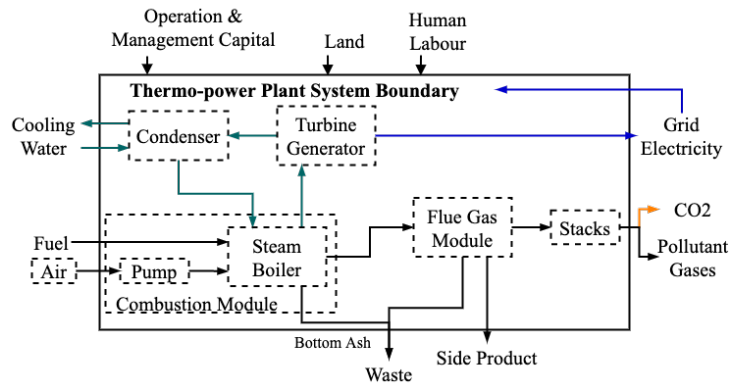 Operation &
Management Capital
Land
Human
Labour
Thermo-power Plant System Boundary
Cooling
Water
Condenser
Turbine
Generator
Grid
Electricity
Fuel
Air
Pump
Steam
Boiler
Combustion Module
Flue Gas
Module
Stacks
CO2
Pollutant
Gases
Bottom Ash
Waste
Side Product